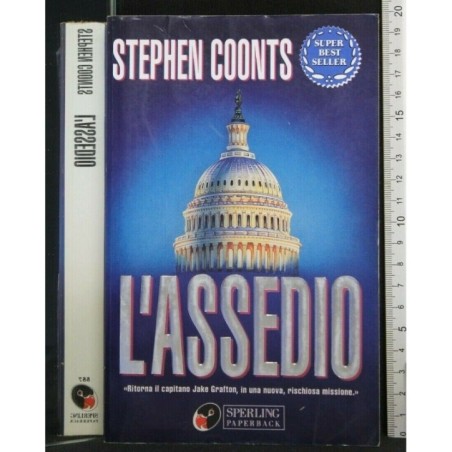 STEPHEN COONTS
SUPER
BEST
SELLER
L'ASSEDIO
«Ritorna il capitano Jake Grafton, in una nuova, rischiosa missione.»
SPERLING
PAPERBACK
STEPHEN COONTS
L'ASSEDIO
0 1 2 3 4 5 6 7 8 9 10 11 12 13 14 15 16 17 18 19 20